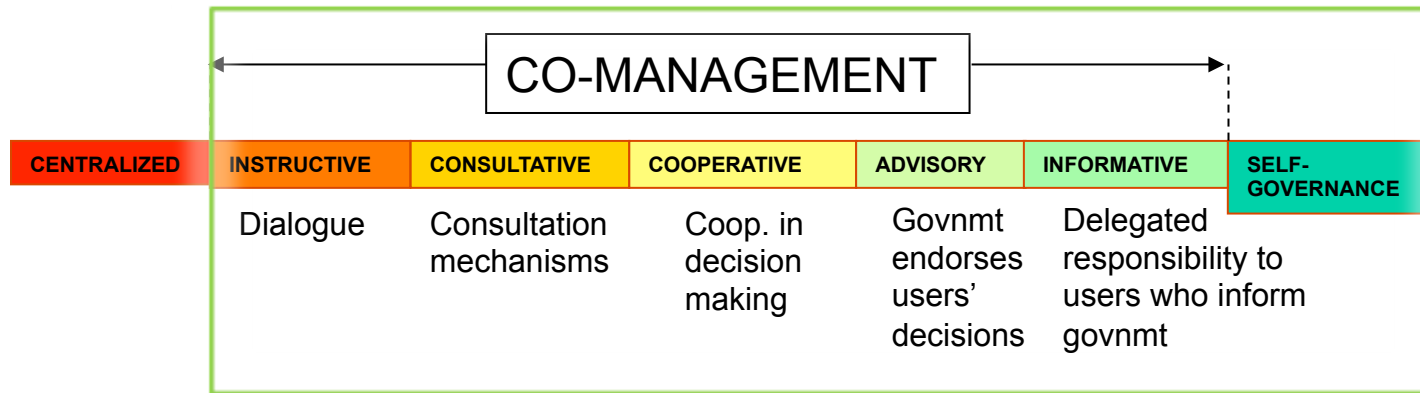 CO-MANAGEMENT
CENTRALIZED
INSTRUCTIVE
CONSULTATIVE
COOPERATIVE
ADVISORY
INFORMATIVE
SELF-
GOVERNANCE
Dialogue
Consultation
mechanisms
Coop. in
decision
making
Govnmt
endorses
users’
decisions
Delegated
responsibility to
users who inform
govnmt